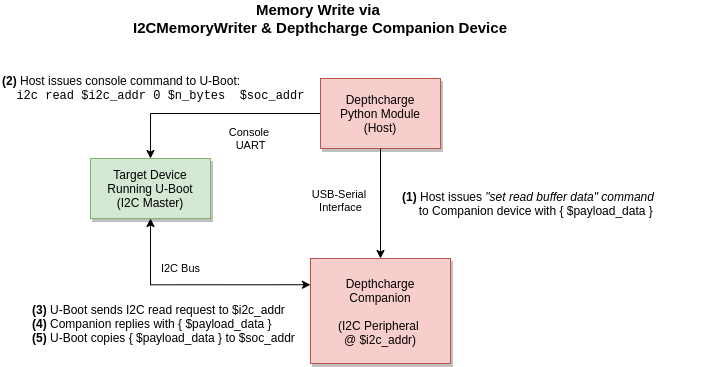 Memory Write via
I2CMemoryWriter & Depthcharge Companion Device
(2) Host issues console command to U-Boot:
i2c read $i2c_addr 0 $n_bytes  $soc_addr
Depthcharge
Python Module
(Host)
Console
UART
Target Device
Running U-Boot
(I2C Master)
USB-Serial
Interface
(1) Host issues "set read buffer data" command
to Companion device with { $payload_data }
I2C Bus
Depthcharge
Companion
(I2C Peripheral
@ $i2c_addr)
(3) U-Boot sends I2C read request to $i2c_addr
(4) Companion replies with { $payload_data }
(5) U-Boot copies { $payload_data } to $soc_addr